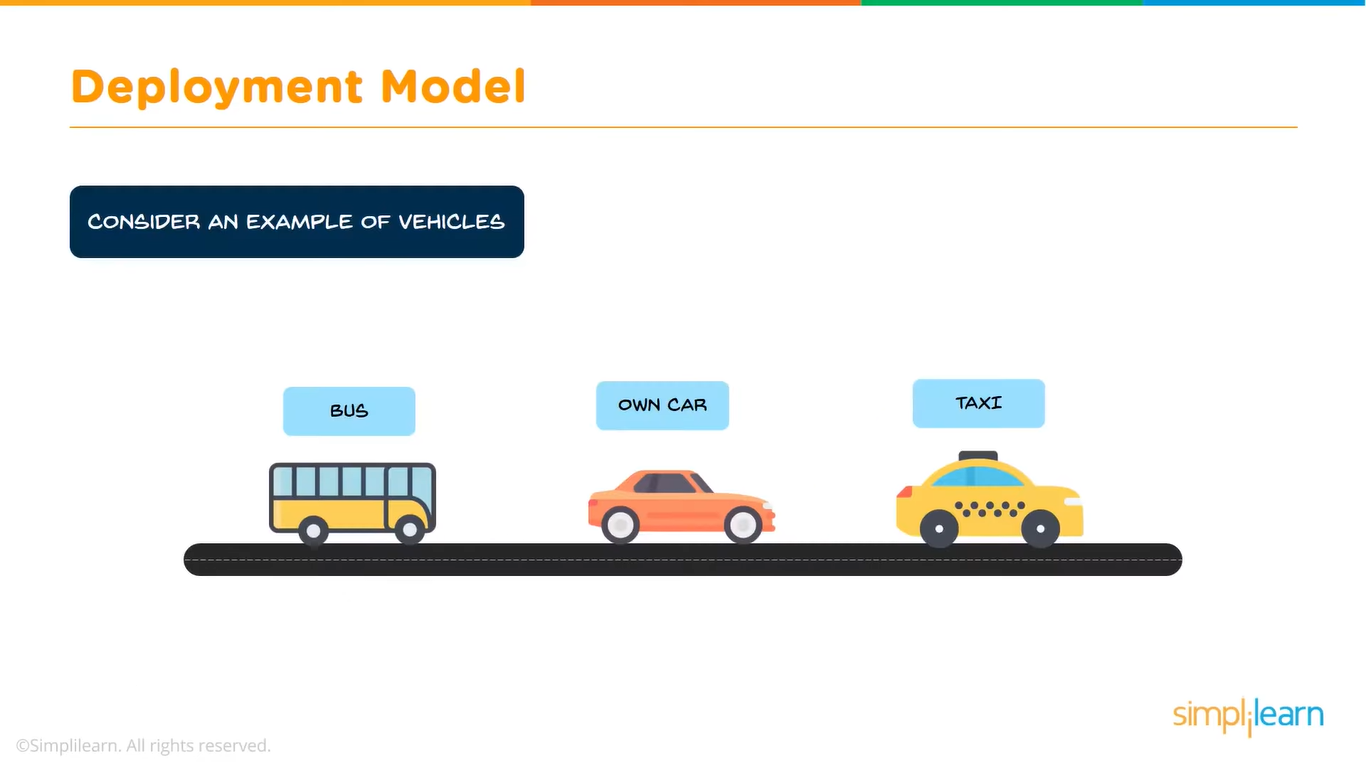 Deployment Model
CONSIDER AN EXAMPLE OF VEHICLES
BUS
OWN CAR
TAXI
simplilearn
©Simplilearn. All rights reserved.